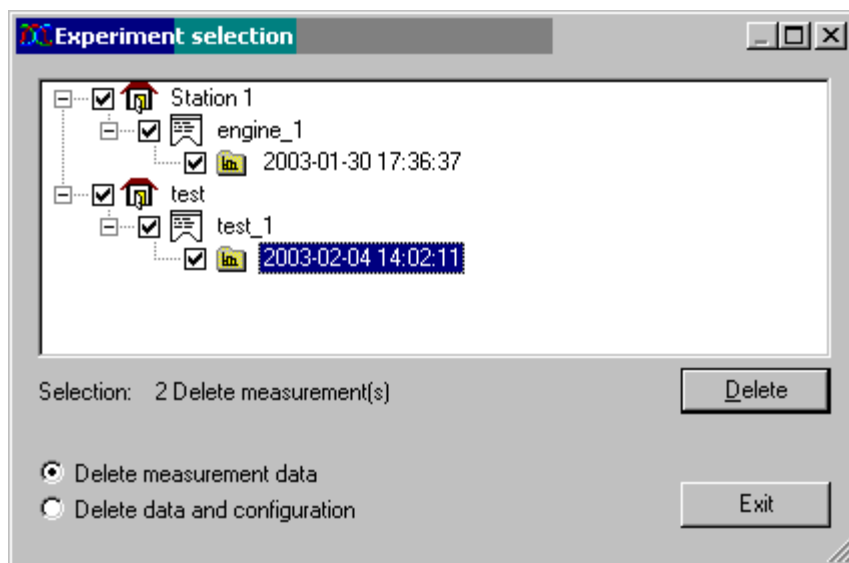 Experiment selection
Station 1
engine_1
2003-01-30 17:36:37
test
test_1
2003-02-04 14:02:11
Selection: 2 Delete measurement(s)
Delete
Delete measurement data
Delete data and configuration
Exit